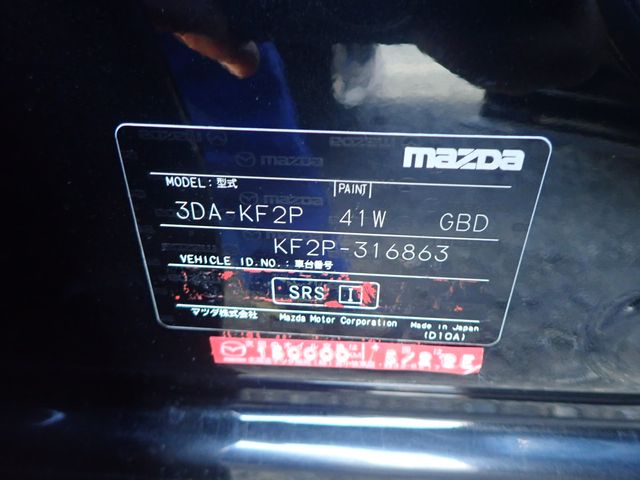 mazda
MODEL:型式 PAINT
3DA-KF2P 41W GBD
KF2P-316863
VEHICLE ID.NO.:車台番号
SRS I
マツダ株式会社 Mazda Motor Corporation Made in Japan
(D10A)